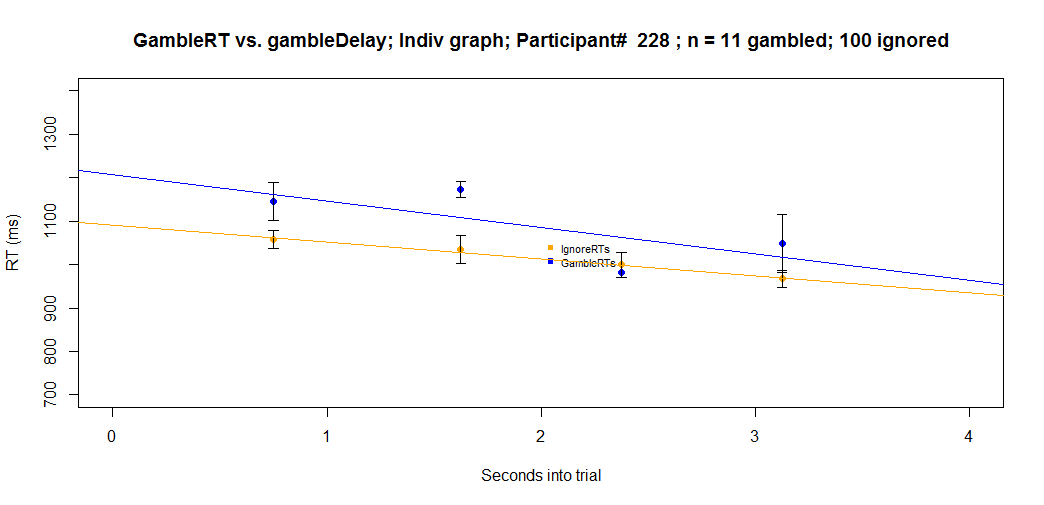 GambleRT vs. gambleDelay; Indiv graph; Participant#  228 ; n = 11 gambled; 100 ignored
RT (ms)
1300
1100
900
800
700
IgnoreRTs
GambleRTs
0
1
2
3
4
Seconds into trial